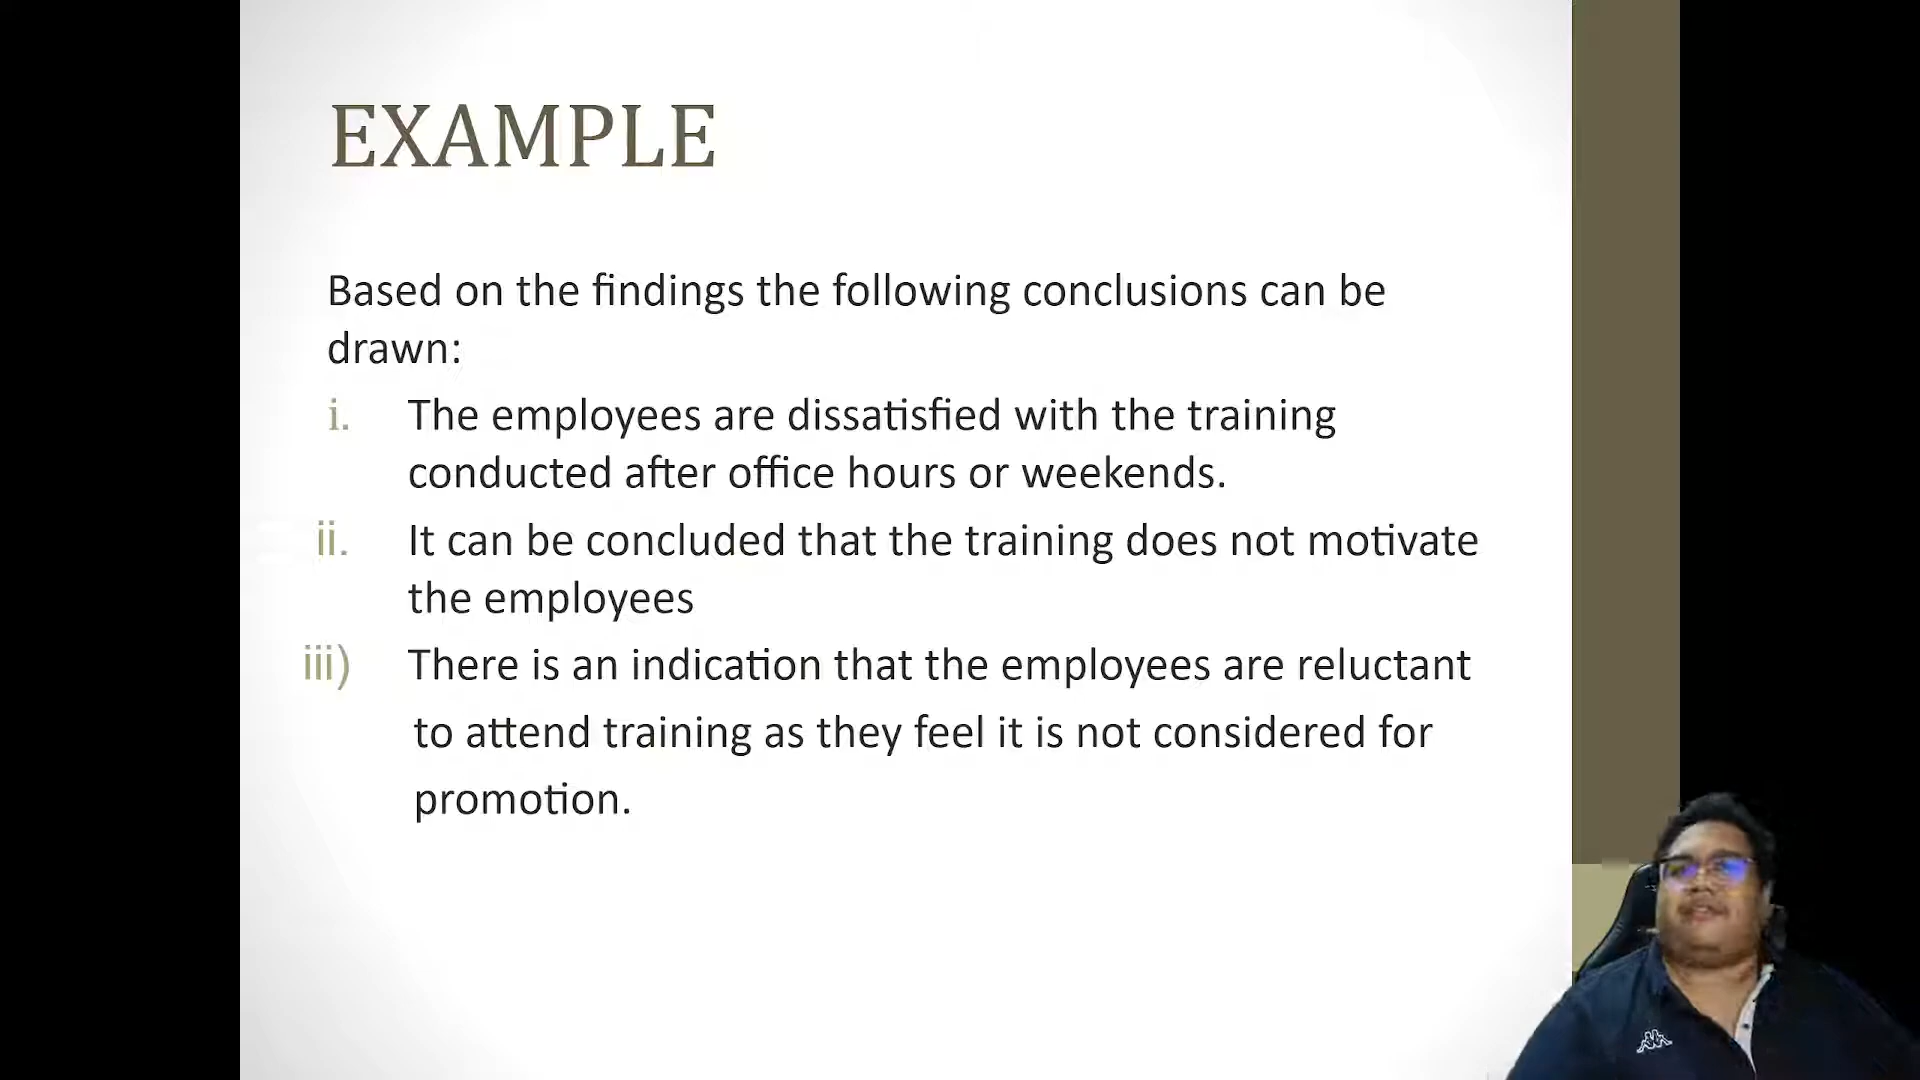 EXAMPLE
Based on the findings the following conclusions can be
drawn:
i. The employees are dissatisfied with the training
conducted after office hours or weekends.
ii. It can be concluded that the training does not motivate
the employees
iii) There is an indication that the employees are reluctant
to attend training as they feel it is not considered for
promotion.